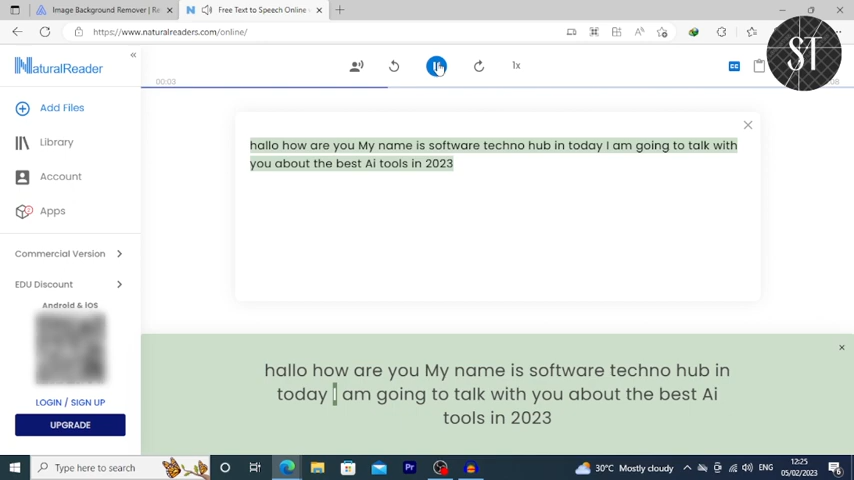 Image Background Remover | Re
Free Text to Speech Online -
https://www.naturalreaders.com/online/
ST
NaturalReader
«
00:03
1x
CC
Add Files
Library
Account
Apps
Commercial Version
EDU Discount
Android & iOS
LOGIN / SIGN UP
UPGRADE
hallo how are you My name is software techno hub in today I am going to talk with
you about the best Ai tools in 2023
hallo how are you My name is software techno hub in
today I am going to talk with you about the best Ai
tools in 2023
Type here to search
Pr
30°C Mostly cloudy
ENG
12:25
05/02/2023